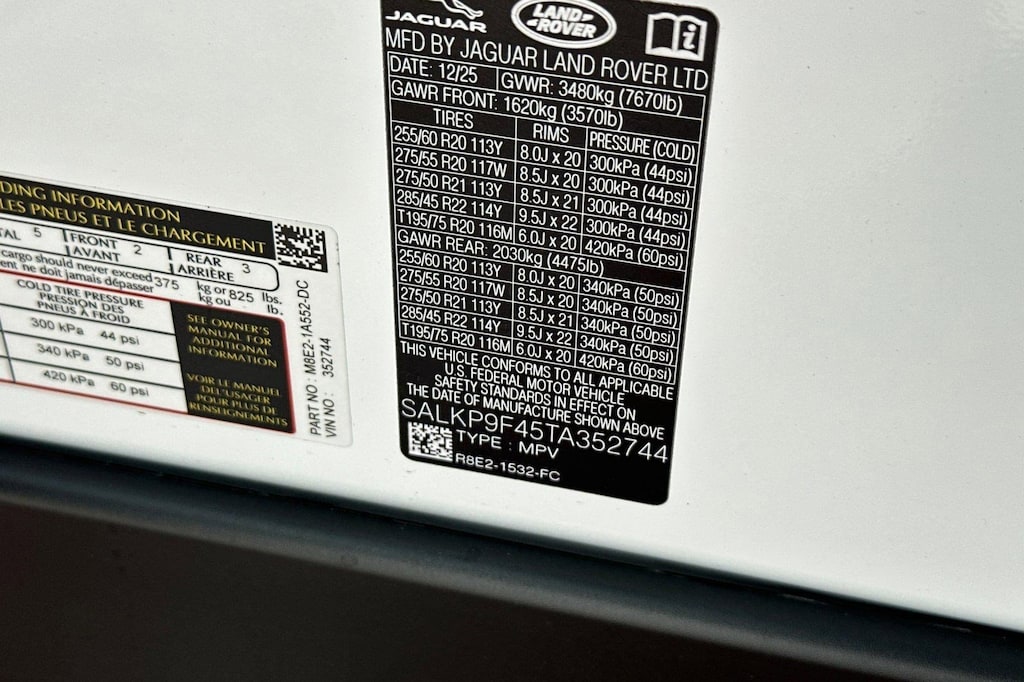 JAGUAR
LAND-
-ROVER
i
MFD BY JAGUAR LAND ROVER LTD
DATE: 12/25 GVWR: 3480kg (7670lb)
GAWR FRONT: 1620kg (3570lb)
TIRES RIMS PRESSURE (COLD)
255/60 R20 113Y 8.0J x 20 300kPa (44psi)
275/55 R20 117W 8.5J x 20 300kPa (44psi)
275/50 R21 113Y 8.5J x 21 300kPa (44psi)
285/45 R22 114Y 9.5J x 22 300kPa (44psi)
T195/75 R20 116M 6.0J x 20 420kPa (60psi)
GAWR REAR: 2030kg (4475lb)
255/60 R20 113Y 8.0J x 20 340kPa (50psi)
275/55 R20 117W 8.5J x 20 340kPa (50psi)
275/50 R21 113Y 8.5J x 21 340kPa (50psi)
285/45 R22 114Y 9.5J x 22 340kPa (50psi)
T195/75 R20 116M 6.0J x 20 420kPa (60psi)
THIS VEHICLE CONFORMS TO ALL APPLICABLE
U.S. FEDERAL MOTOR VEHICLE
SAFETY STANDARDS IN EFFECT ON
THE DATE OF MANUFACTURE SHOWN ABOVE
SALKP9F45TA352744
TYPE : MPV
R8E2-1532-FC
DING INFORMATION
LES PNEUS ET LE CHARGEMENT
TAL 5 FRONT 2 REAR 3
AVANT ARRIÈRE
cargo should never exceed 375 kg or 825 lbs.
ent ne doit jamais dépasser kg ou lb.
COLD TIRE PRESSURE
PRESSION DES
PNEUS À FROID
300 kPa 44 psi
340 kPa 50 psi
420 kPa 60 psi
SEE OWNER'S
MANUAL FOR
ADDITIONAL
INFORMATION
VOIR LE MANUEL
DEL'USAGER
POUR PLUS DE
RENSEIGNEMENTS
PART NO : M8E2-1A552-DC
VIN NO : 352744